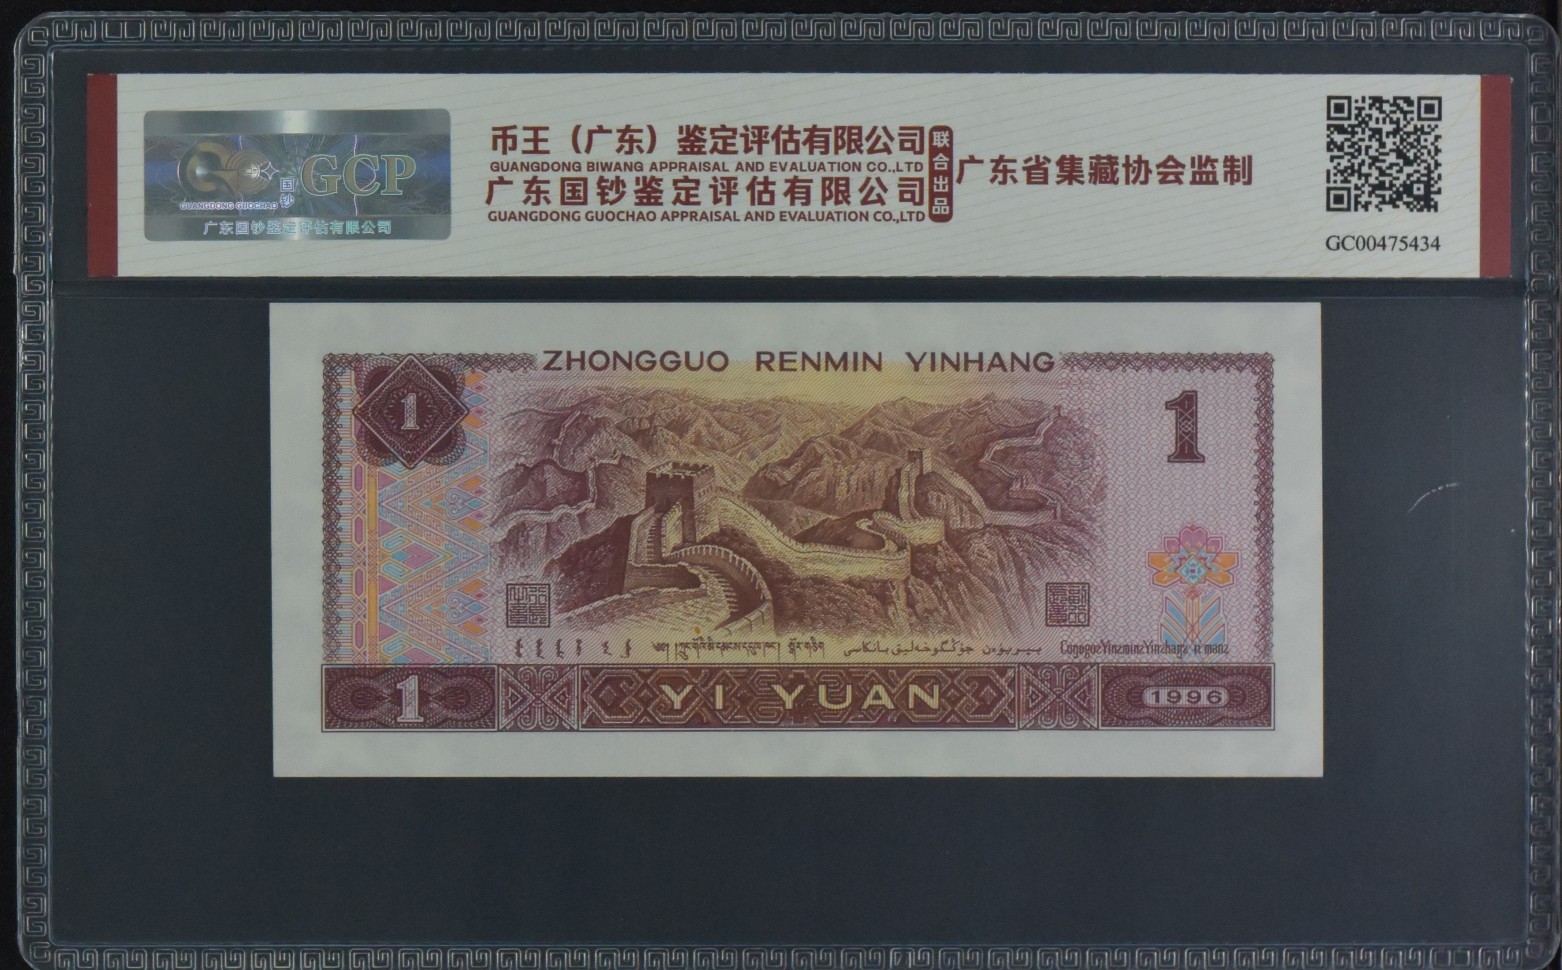 币王（广东）鉴定评估有限公司
GUANGDONG BIWANG APPRAISAL AND EVALUATION CO.,LTD
广东国钞鉴定评估有限公司
GUANGDONG GUOCHAO APPRAISAL AND EVALUATION CO.,LTD
联合出品
广东省集藏协会监制
GCP
国钞
GUANGDONG GUOCHAO
广东国钞鉴定评估有限公司
GC00475434
ZHONGGUO RENMIN YINHANG
1
1
1
YI YUAN
1996